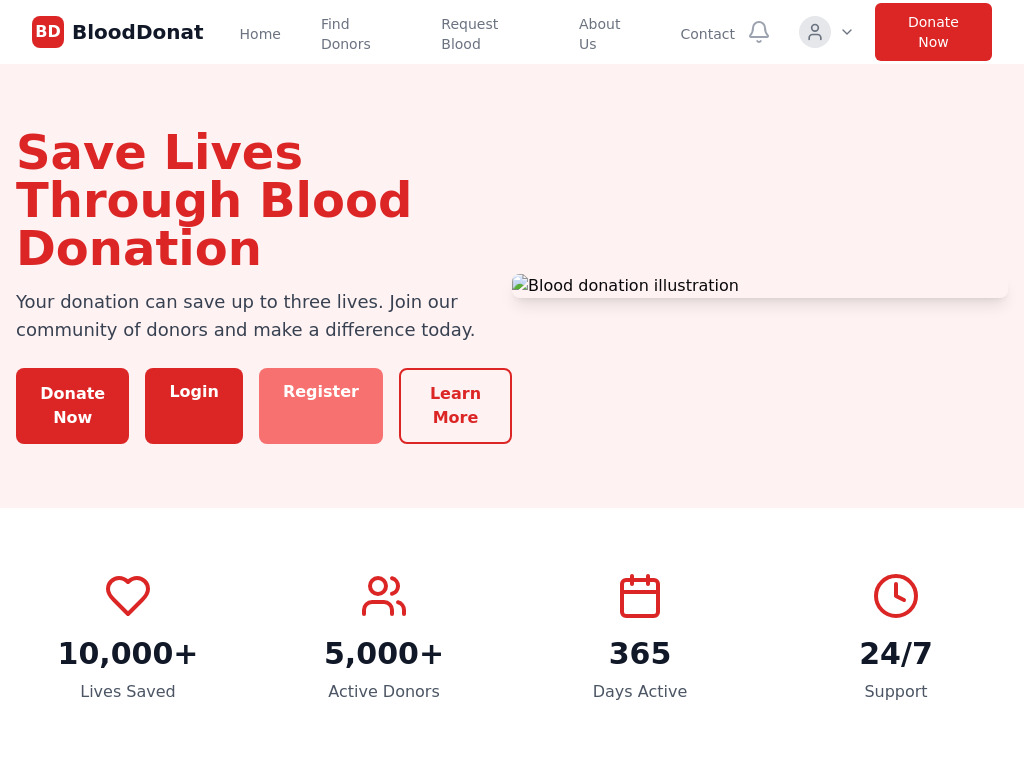 BD BloodDonat
Home
Find
Donors
Request
Blood
About
Us
Contact
Donate
Now
Save Lives
Through Blood
Donation
Your donation can save up to three lives. Join our
community of donors and make a difference today.
Blood donation illustration
Donate
Now
Login
Register
Learn
More
10,000+
Lives Saved
5,000+
Active Donors
365
Days Active
24/7
Support